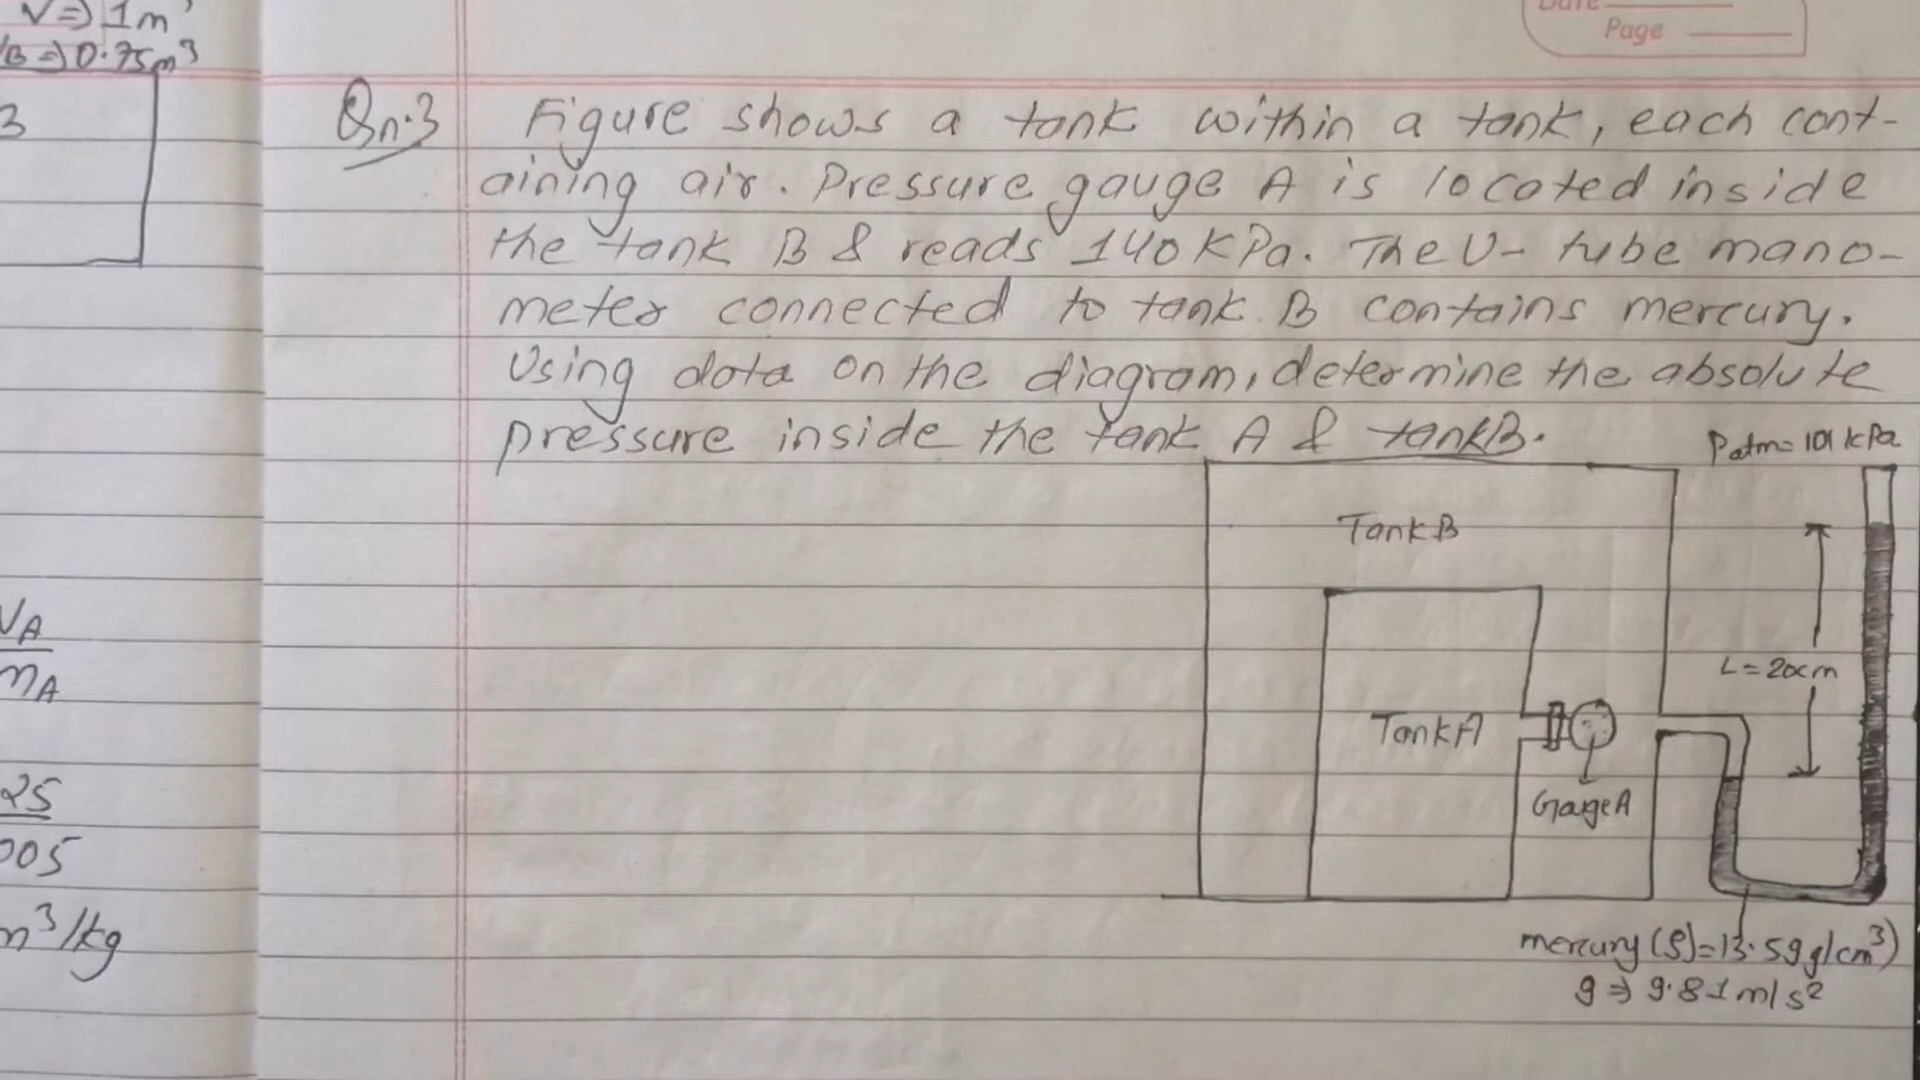 V⇒ 1m³
VB⇒ 0.75m³
3
VA
mA
25
005
m³/kg
Date
Page
Qn.3 Figure shows a tank within a tank, each cont-
aining air. Pressure gauge A is located inside
the tank B & reads 140 KPa. The U- tube mano-
meter connected to tank B contains mercury.
Using data on the diagram, determine the absolute
pressure inside the tank A & tank B.
Patm= 101 kPa
Tank B
L=20cm
Tank A
Gage A
mercury (ρ)=13.59 g/cm³)
g ⇒ 9.81 m/s²